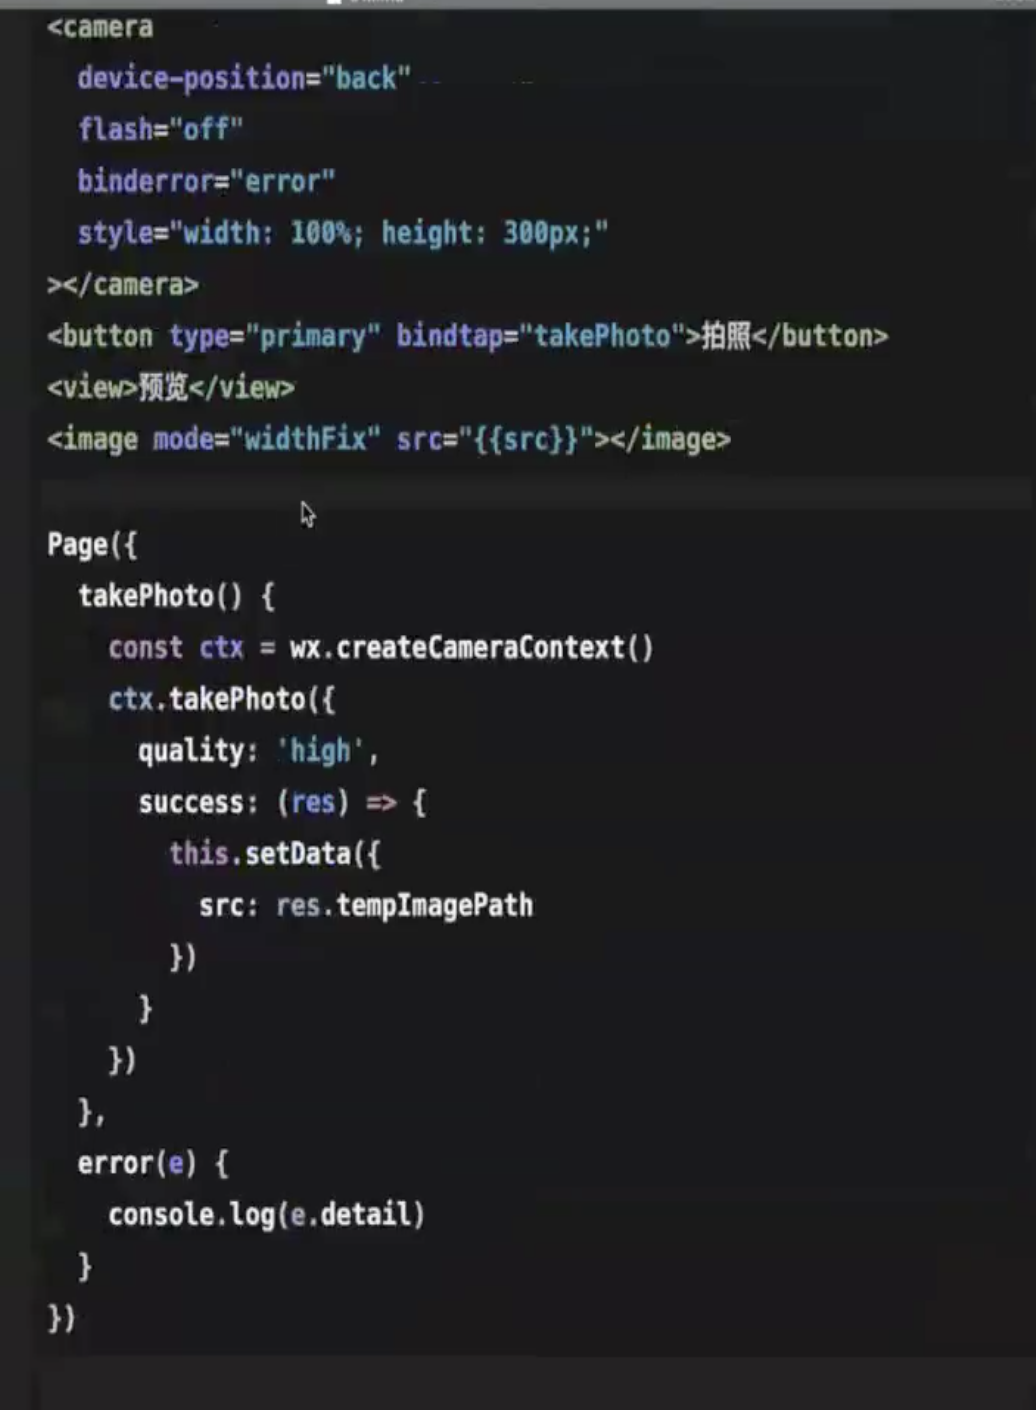 <camera
  device-position="back"
  flash="off"
  binderror="error"
  style="width: 100%; height: 300px;"
></camera>
<button type="primary" bindtap="takePhoto">拍照</button>
<view>预览</view>
<image mode="widthFix" src="{{src}}"></image>

Page({
  takePhoto() {
    const ctx = wx.createCameraContext()
    ctx.takePhoto({
      quality: 'high',
      success: (res) => {
        this.setData({
          src: res.tempImagePath
        })
      }
    })
  },
  error(e) {
    console.log(e.detail)
  }
})